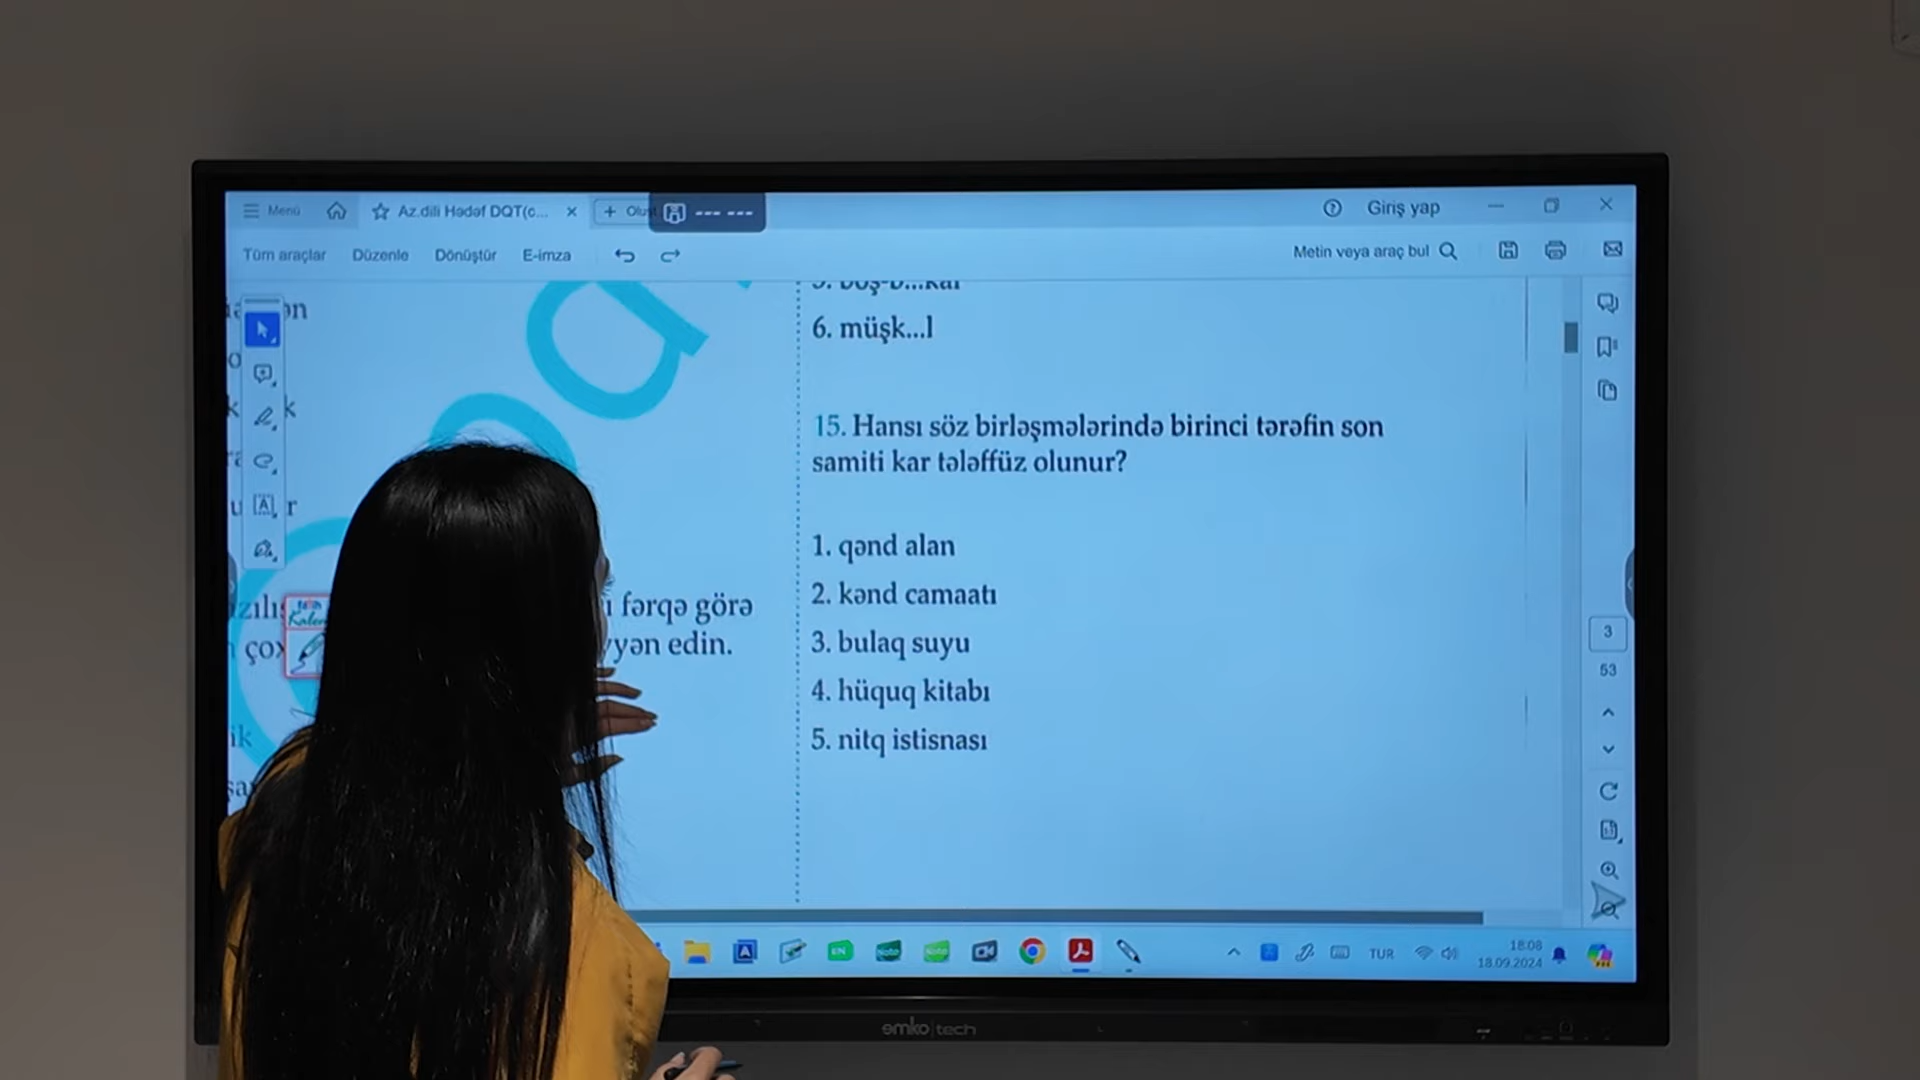 Menü
Az.dili Hədəf DQT(c...
Giriş yap
Tüm araçlar Düzenle Dönüştür E-imza
Metin veya araç bul
6. müşk...l
15. Hansı söz birləşmələrində birinci tərəfin son
samiti kar tələffüz olunur?
1. qənd alan
2. kənd camaatı
3. bulaq suyu
4. hüquq kitabı
5. nitq istisnası
fərqə görə
edin.
Kalem
3
53
EN
TUR
18.08
18.09.2024
PRE
emko|tech